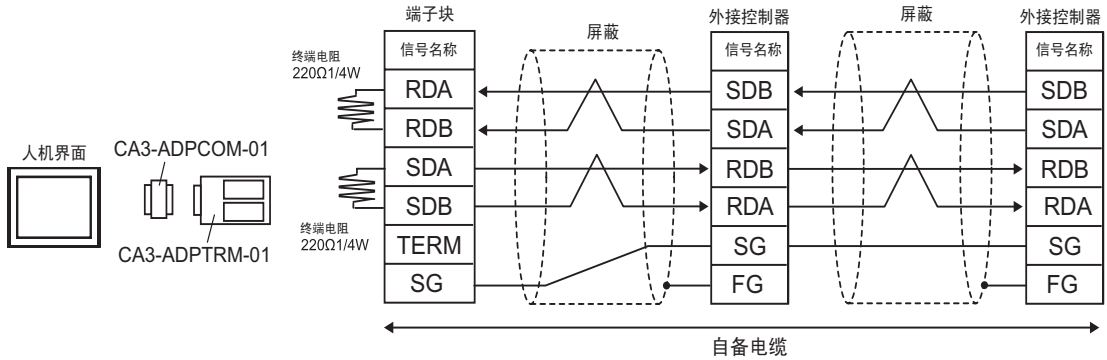 端子块
屏蔽
外接控制器
屏蔽
外接控制器
信号名称
信号名称
信号名称
终端电阻
220Ω1/4W
RDA
SDB
SDB
RDB
SDA
SDA
人机界面
CA3-ADPCOM-01
SDA
RDB
RDB
SDB
RDA
RDA
终端电阻
220Ω1/4W
CA3-ADPTRM-01
TERM
SG
SG
SG
FG
FG
自备电缆